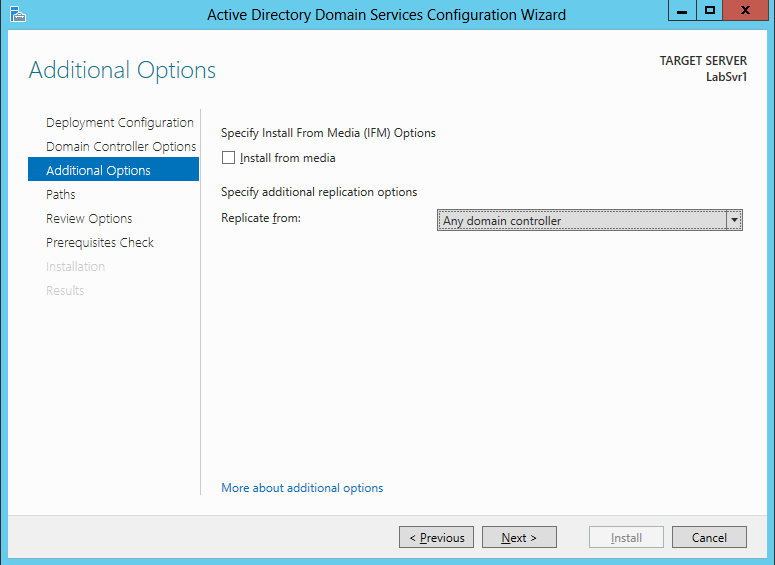 Active Directory Domain Services Configuration Wizard
Additional Options
TARGET SERVER
LabSvr1
Deployment Configuration
Domain Controller Options
Additional Options
Paths
Review Options
Prerequisites Check
Installation
Results
Specify Install From Media (IFM) Options
Install from media
Specify additional replication options
Replicate from:
Any domain controller
More about additional options
< Previous
Next >
Install
Cancel